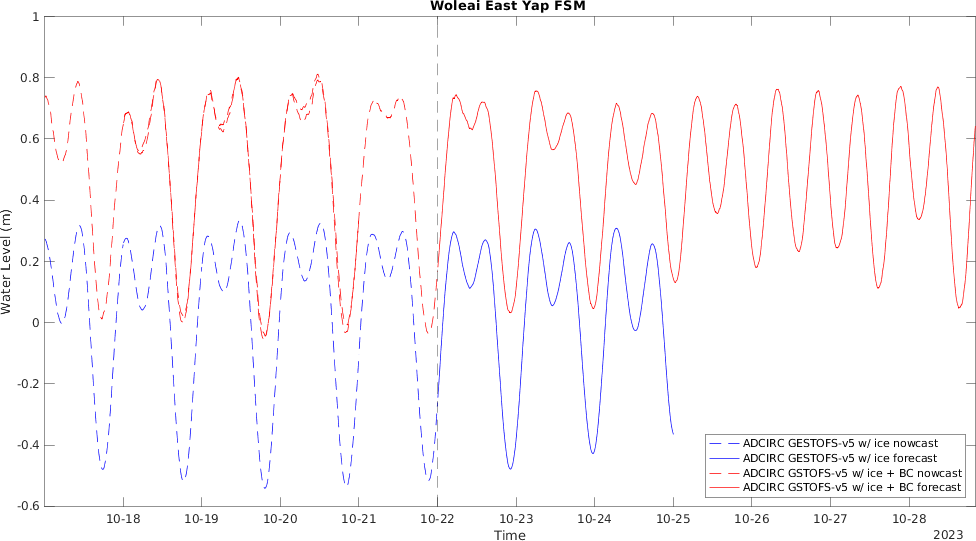 Woleai East Yap FSM
1
0.8
0.6
0.4
0.2
0
-0.2
-0.4
-0.6
Water Level (m)
10-18 10-19 10-20 10-21 10-22 10-23 10-24 10-25 10-26 10-27 10-28
Time
2023
ADCIRC GESTOFS-v5 w/ ice nowcast
ADCIRC GESTOFS-v5 w/ ice forecast
ADCIRC GSTOFS-v5 w/ ice + BC nowcast
ADCIRC GSTOFS-v5 w/ ice + BC forecast